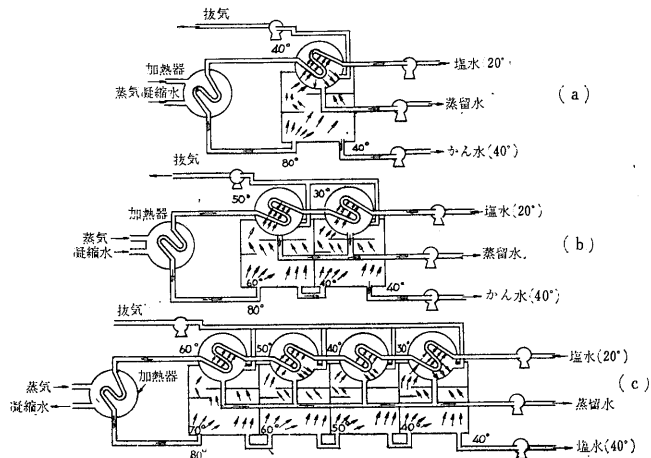 抜気
40°
塩水(20°
加熱器
蒸気
凝縮水
蒸留水
(a)
80°
40°
かん水(40°)
抜気
50°
30°
加熱器
塩水(20°)
蒸気
凝縮水
蒸留水
(b)
60°
40°
80°
40°
かん水(40°)
抜気
60°
50°
40°
30°
塩水(20°)
(c)
蒸気
加熱器
凝縮水
蒸留水
70°
60°
50°
40°
80°
40°
塩水(40°)